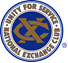 UNITY FOR SERVICE
XC
NATIONAL EXCHANGE CLUB
®